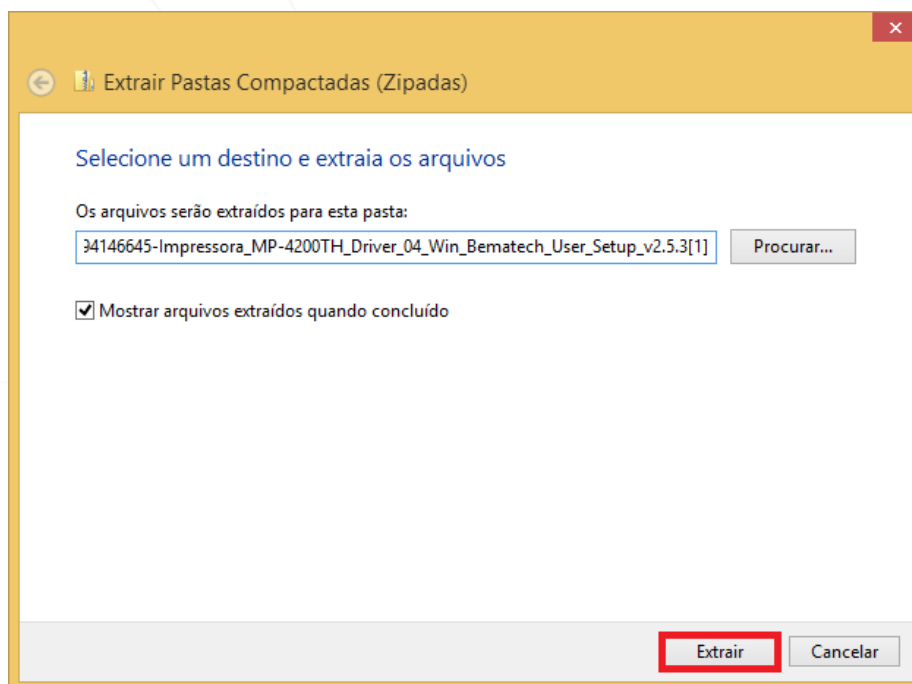 Extrair Pastas Compactadas (Zipadas)
Selecione um destino e extraia os arquivos
Os arquivos serão extraídos para esta pasta:
94146645-Impressora_MP-4200TH_Driver_04_Win_Bematech_User_Setup_v2.5.3[1]
Procurar...
Mostrar arquivos extraídos quando concluído
Extrair
Cancelar